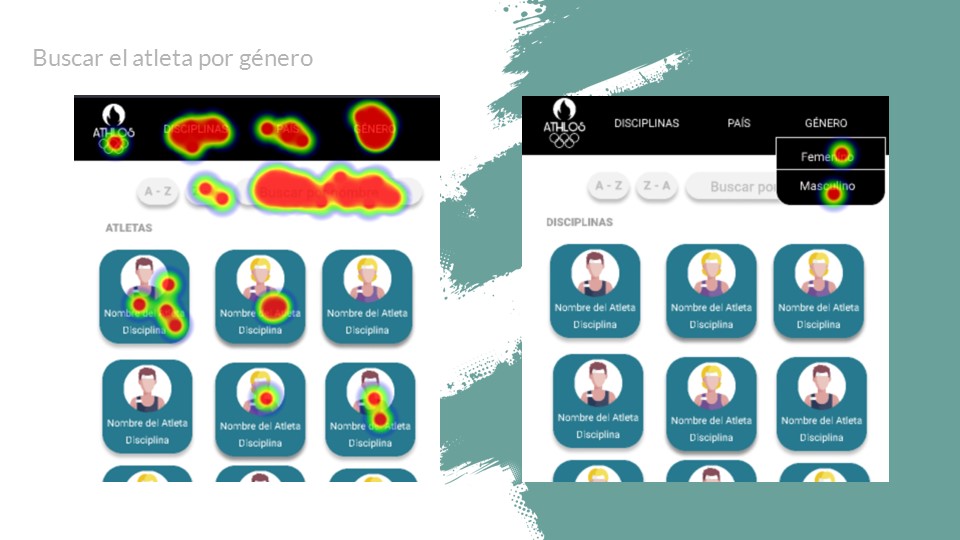 Buscar el atleta por género
ATHLOS
DISCIPLINAS
PAÍS
GÉNERO
A - Z
Buscar por nombre
ATLETAS
Nombre del Atleta
Disciplina
Nombre del Atleta
Disciplina
Nombre del Atleta
Disciplina
Nombre del Atleta
Disciplina
Nombre del Atleta
Disciplina
Nombre del Atleta
Disciplina
ATHLOS
DISCIPLINAS
PAÍS
GÉNERO
Femenino
Masculino
A - Z
Z - A
Buscar por
DISCIPLINAS
Nombre del Atleta
Disciplina
Nombre del Atleta
Disciplina
Nombre del Atleta
Disciplina
Nombre del Atleta
Disciplina
Nombre del Atleta
Disciplina
Nombre del Atleta
Disciplina